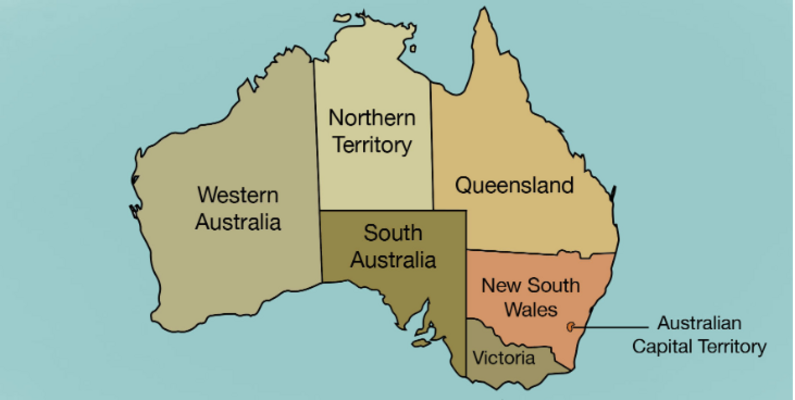 Northern
Territory
Western
Australia
Queensland
South
Australia
New South
Wales
Australian
Capital Territory
Victoria